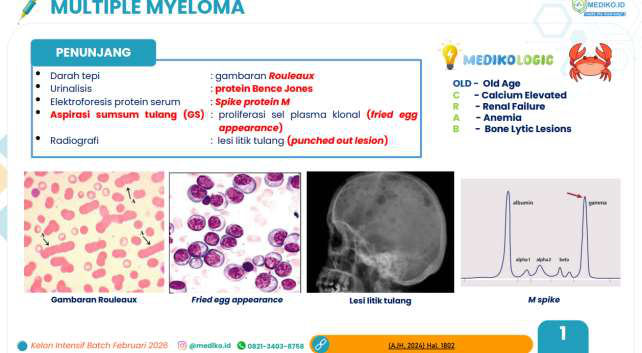 MULTIPLE MYELOMA
MEDIKO.ID
PENUNJANG
Darah tepi : gambaran Rouleaux
Urinalisis : protein Bence Jones
Elektroforesis protein serum : Spike protein M
Aspirasi sumsum tulang (GS) : proliferasi sel plasma klonal (fried egg
appearance)
Radiografi : lesi litik tulang (punched out lesion)
MEDIKOLOGIC
OLD - Old Age
C - Calcium Elevated
R - Renal Failure
A - Anemia
B - Bone Lytic Lesions
albumin
gamma
alpha1 alpha2 beta
Gambaran Rouleaux
Fried egg appearance
Lesi litik tulang
M spike
Kelan Intensif Batch Februari 2026 @mediko.id 0821-3403-8758
(AJH, 2024) Hal. 1802
1